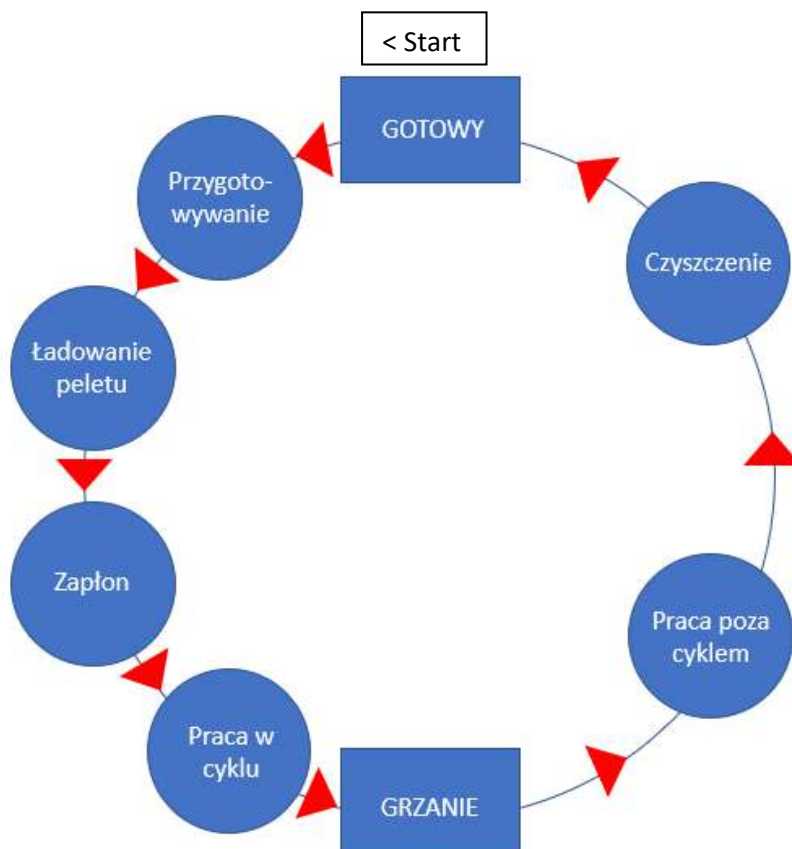 < Start
GOTOWY
Przygoto-
wywanie
Ładowanie
peletu
Zapłon
Praca w
cyklu
GRZANIE
Praca poza
cyklem
Czyszczenie